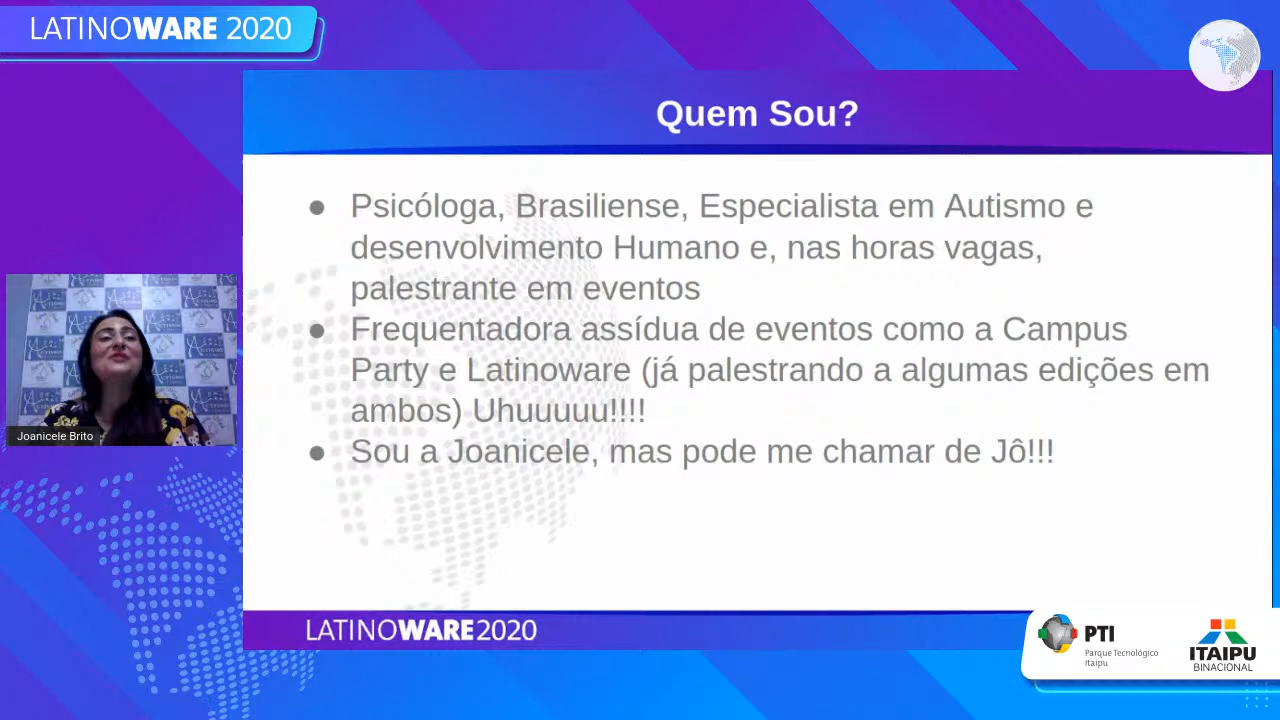 LATINOWARE 2020
Quem Sou?
● Psicóloga, Brasiliense, Especialista em Autismo e
desenvolvimento Humano e, nas horas vagas,
palestrante em eventos
● Frequentadora assídua de eventos como a Campus
Party e Latinoware (já palestrando a algumas edições em
ambos) Uhuuuuu!!!!
● Sou a Joanicele, mas pode me chamar de Jô!!!
Joanicele Brito
LATINOWARE2020
PTI
Parque Tecnológico
Itaipu
ITAIPU
BINACIONAL